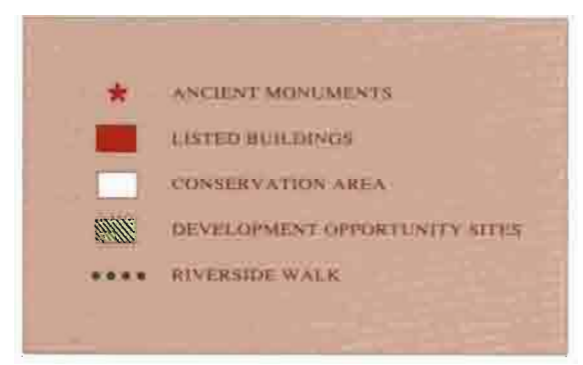 ANCIENT MONUMENTS
LISTED BUILDINGS
CONSERVATION AREA
DEVELOPMENT OPPORTUNITY SITES
RIVERSIDE WALK